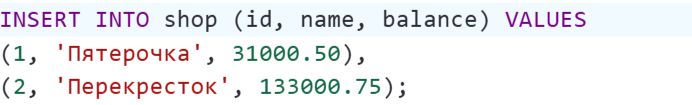 INSERT INTO shop (id, name, balance) VALUES
(1, 'Пятерочка', 31000.50),
(2, 'Перекресток', 133000.75);